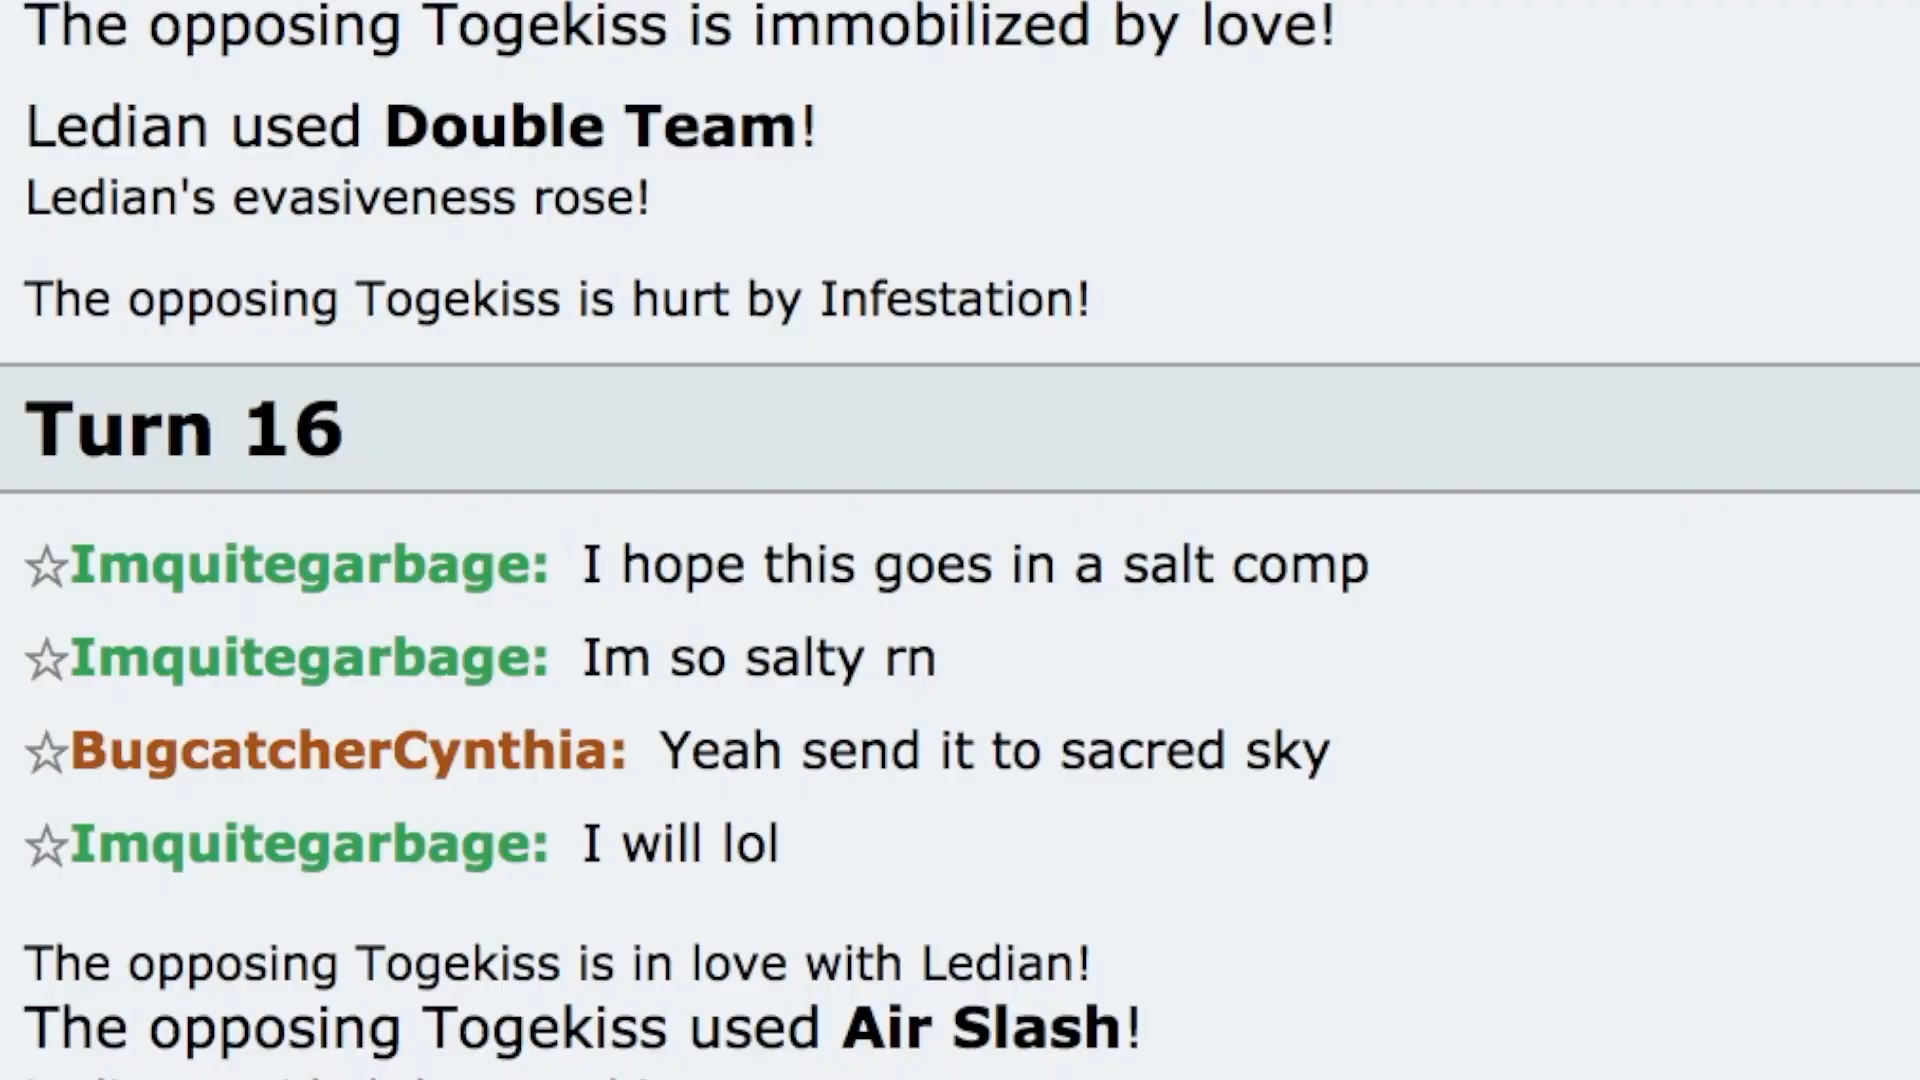 The opposing Togekiss is immobilized by love!
Ledian used Double Team!
Ledian's evasiveness rose!
The opposing Togekiss is hurt by Infestation!
Turn 16
☆Imquitegarbage: I hope this goes in a salt comp
☆Imquitegarbage: Im so salty rn
☆BugcatcherCynthia: Yeah send it to sacred sky
☆Imquitegarbage: I will lol
The opposing Togekiss is in love with Ledian!
The opposing Togekiss used Air Slash!